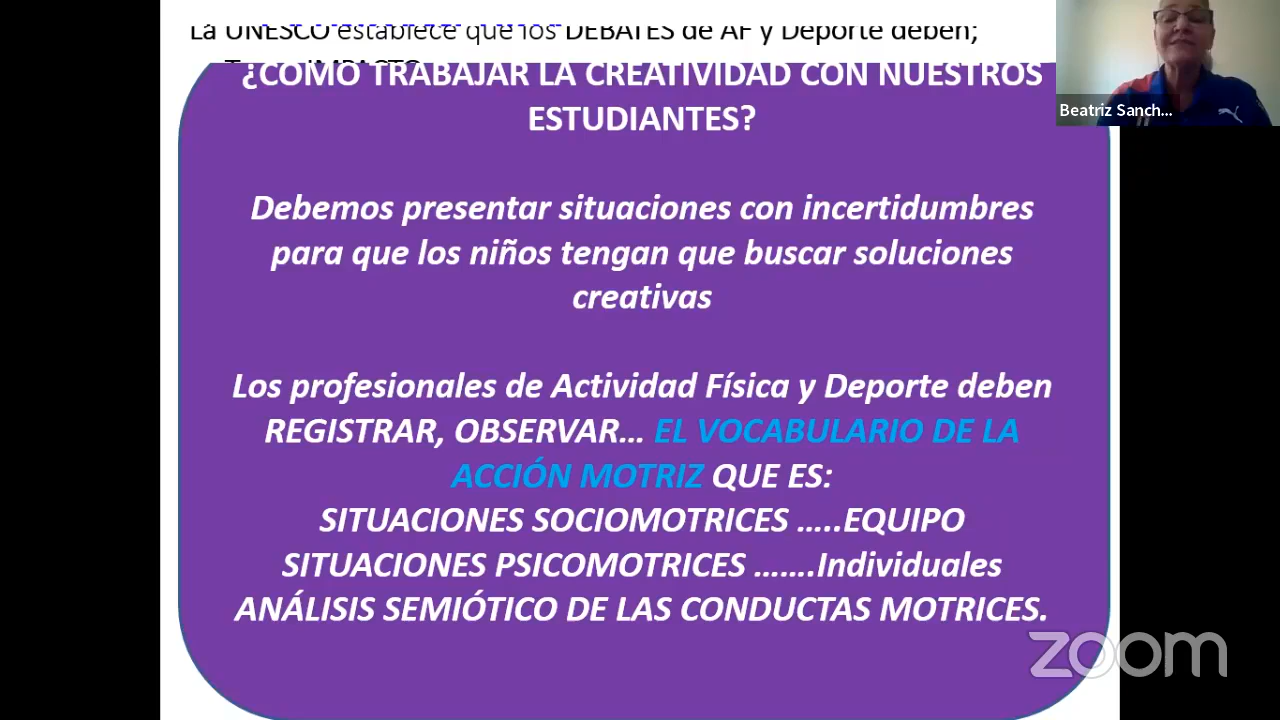 La UNESCO establece que los DEBATES de AF y Deporte deben;
¿COMO TRABAJAR LA CREATIVIDAD CON NUESTROS
ESTUDIANTES?
Debemos presentar situaciones con incertidumbres
para que los niños tengan que buscar soluciones
creativas
Los profesionales de Actividad Física y Deporte deben
REGISTRAR, OBSERVAR... EL VOCABULARIO DE LA
ACCIÓN MOTRIZ QUE ES:
SITUACIONES SOCIOMOTRICES .....EQUIPO
SITUACIONES PSICOMOTRICES .......Individuales
ANÁLISIS SEMIÓTICO DE LAS CONDUCTAS MOTRICES.
Beatriz Sanch...
zoom